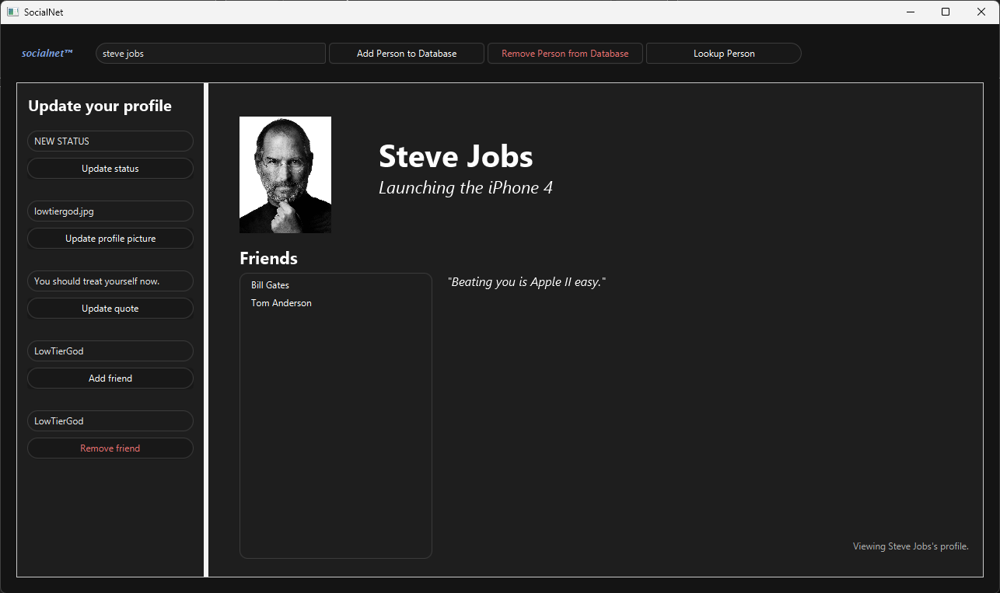 SocialNet
socialnet™
steve jobs
Add Person to Database
Remove Person from Database
Lookup Person
Update your profile
NEW STATUS
Update status
lowtiergod.jpg
Update profile picture
You should treat yourself now.
Update quote
LowTierGod
Add friend
LowTierGod
Remove friend
Steve Jobs
Launching the iPhone 4
Friends
Bill Gates
Tom Anderson
"Beating you is Apple II easy."
Viewing Steve Jobs's profile.